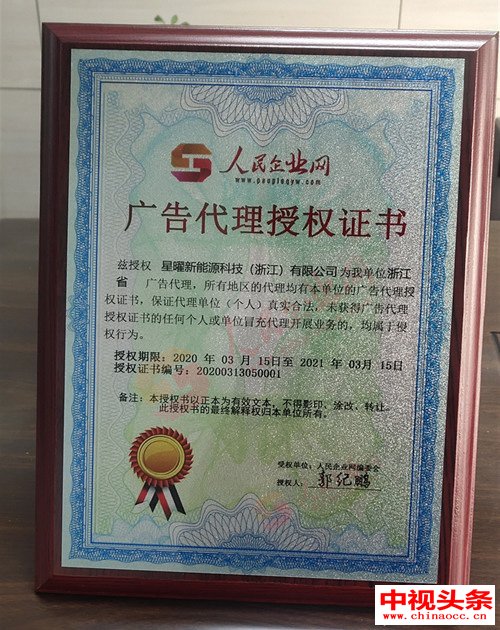 人民企业网
www.peopleqyw.com
广告代理授权证书
兹授权 星曜新能源科技（浙江）有限公司为我单位浙江
省 广告代理，所有地区的代理均有本单位的广告代理授
权证书，保证代理单位（个人）真实合法，未获得广告代理
授权证书的任何个人或单位冒充代理开展业务的，均属于侵
权行为。
授权期限：2020 年 03 月 15日至 2021 年 03月 15日
授权证书编号：20200313050001
备注：本授权书以正本为有效文本，不得影印、涂改、转让。
此授权书的最终解释权归本单位所有。
受权单位：人民企业网编委会
授权人：郭纪鹏
中视头条
www.chinaocc.cn